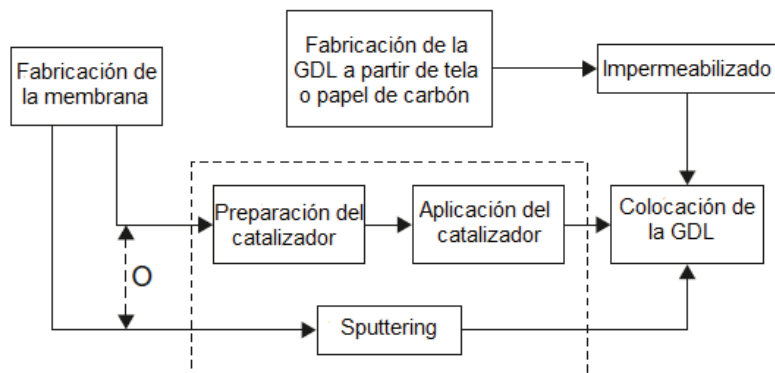 Fabricación de
la membrana
Fabricación de la
GDL a partir de tela
o papel de carbón
Impermeabilizado
Preparación del
catalizador
Aplicación del
catalizador
Colocación de
la GDL
O
Sputtering